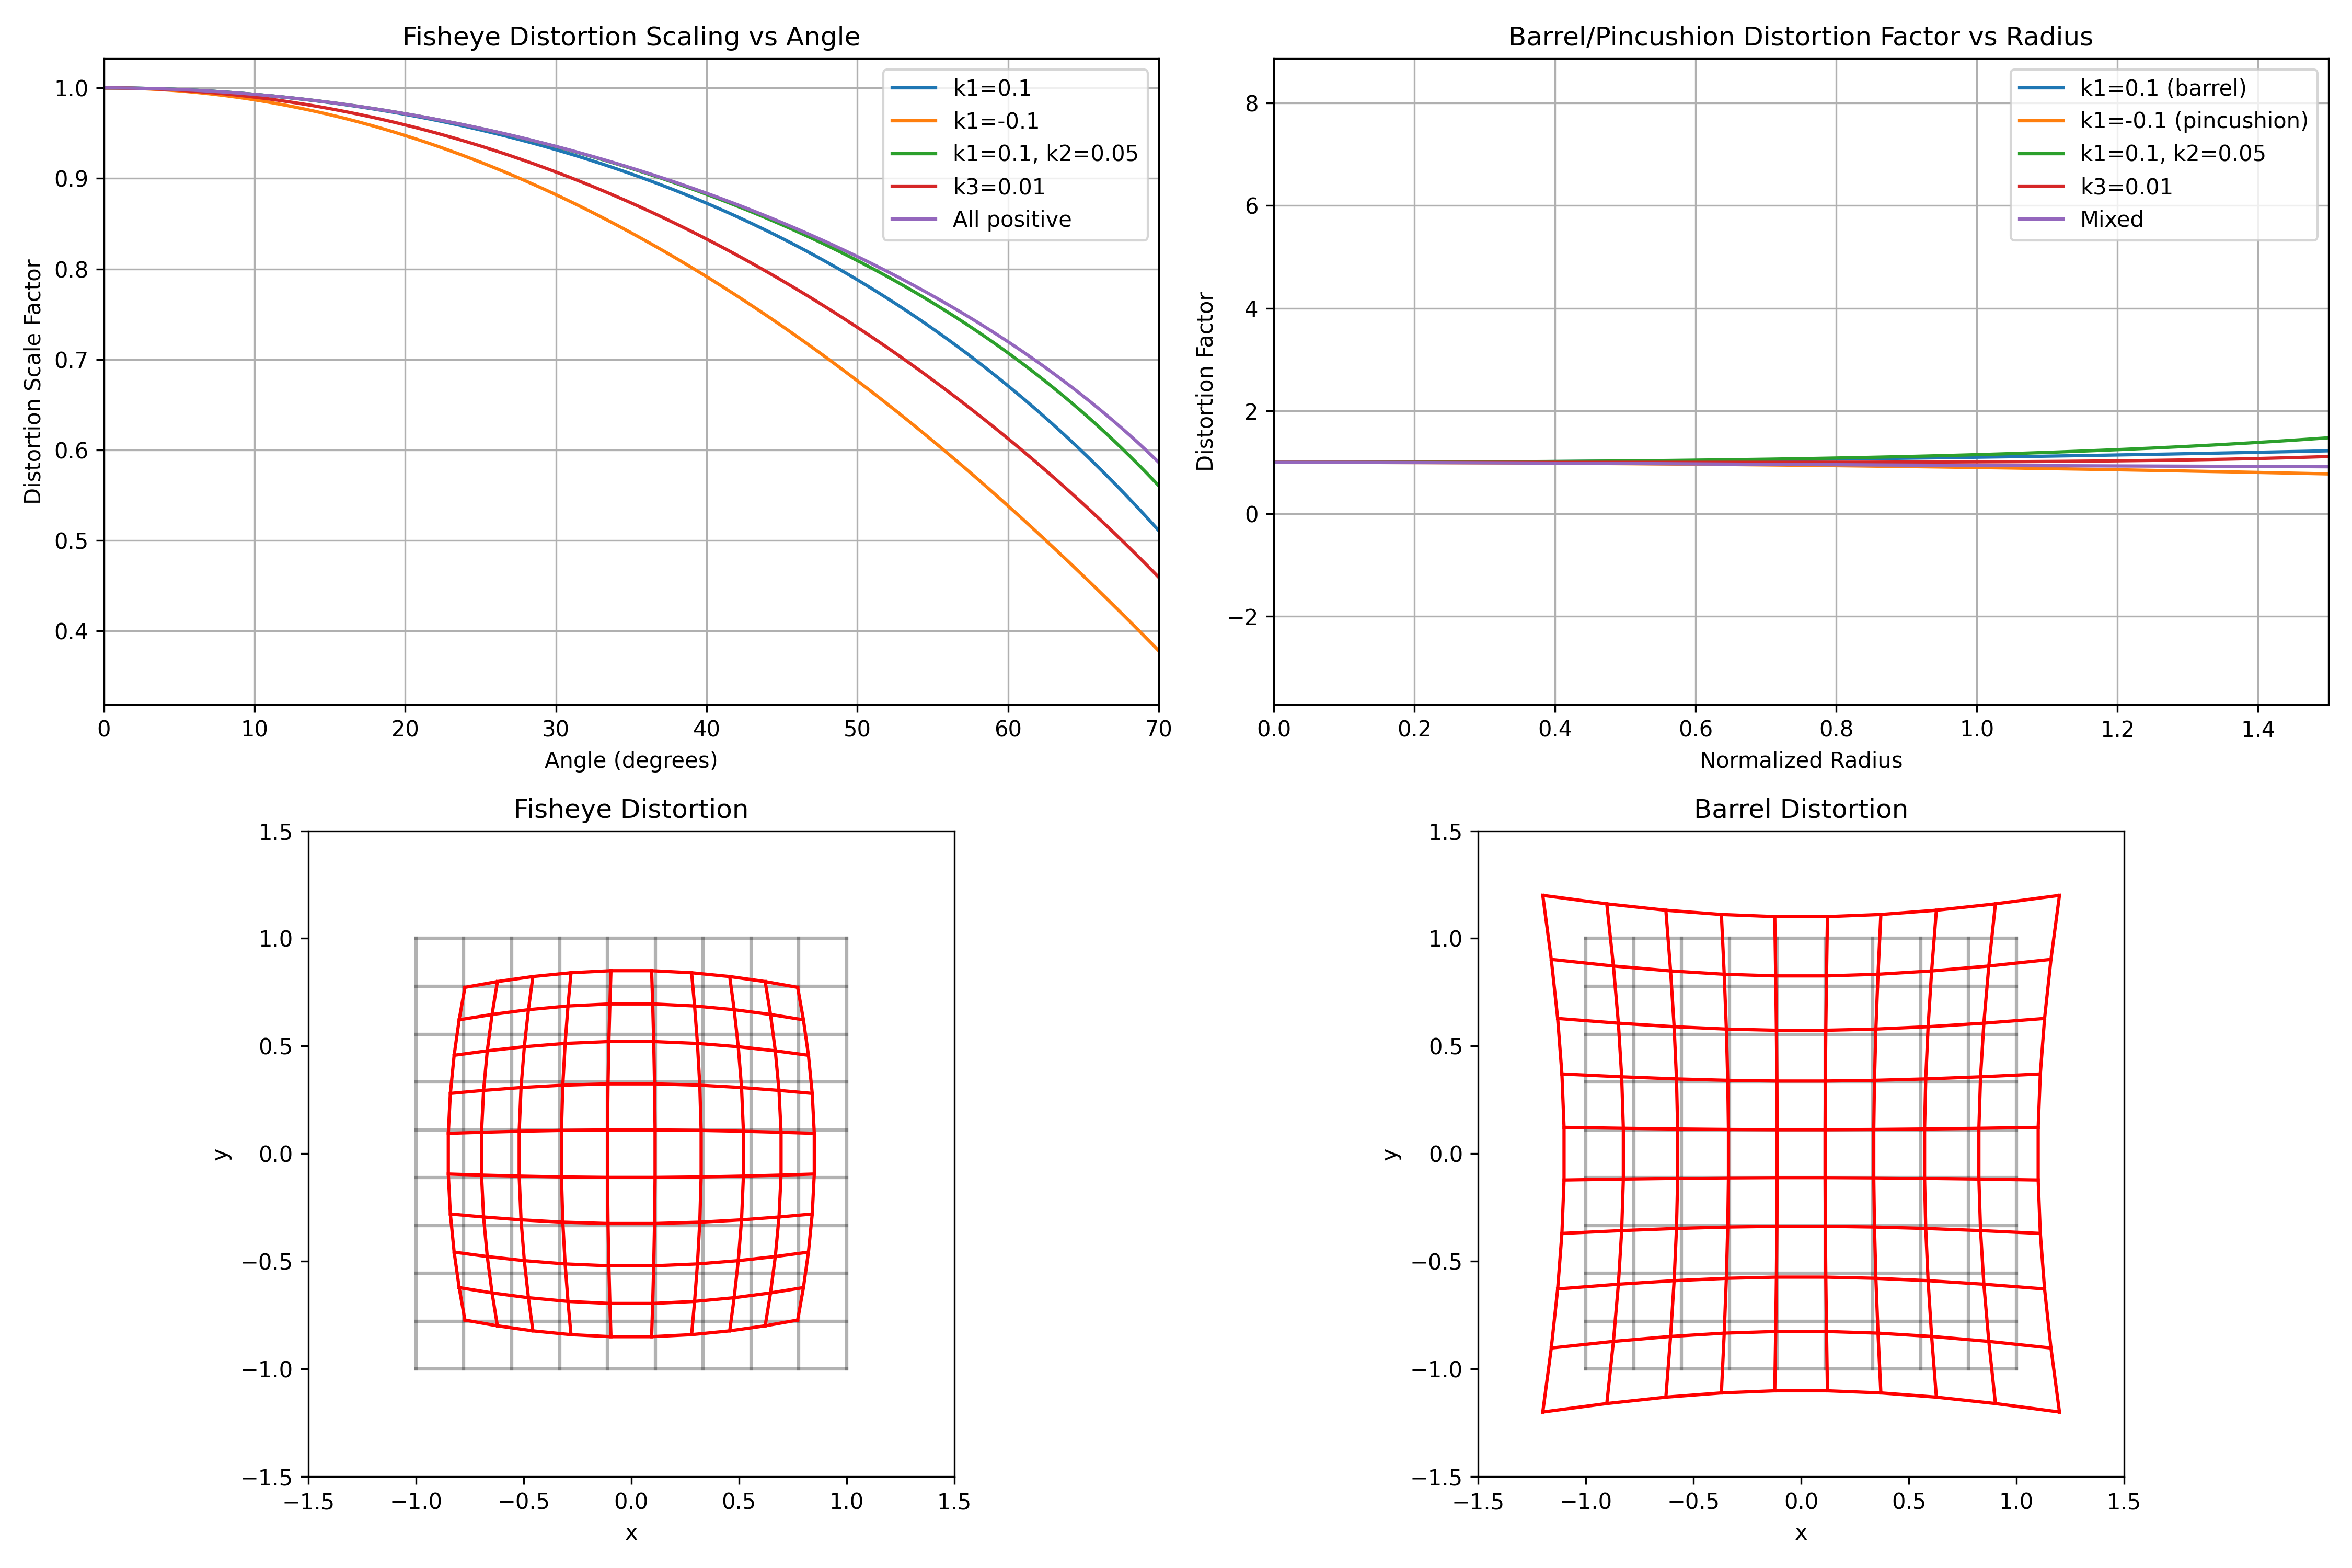 Fisheye Distortion Scaling vs Angle
Distortion Scale Factor
1.0
0.9
0.8
0.7
0.6
0.5
0.4
k1=0.1
k1=-0.1
k1=0.1, k2=0.05
k3=0.01
All positive
0 10 20 30 40 50 60 70
Angle (degrees)
Barrel/Pincushion Distortion Factor vs Radius
Distortion Factor
8
6
4
2
0
−2
k1=0.1 (barrel)
k1=-0.1 (pincushion)
k1=0.1, k2=0.05
k3=0.01
Mixed
0.0 0.2 0.4 0.6 0.8 1.0 1.2 1.4
Normalized Radius
Fisheye Distortion
y
1.5
1.0
0.5
0.0
−0.5
−1.0
−1.5
−1.5 −1.0 −0.5 0.0 0.5 1.0 1.5
x
Barrel Distortion
y
1.5
1.0
0.5
0.0
−0.5
−1.0
−1.5
−1.5 −1.0 −0.5 0.0 0.5 1.0 1.5
x